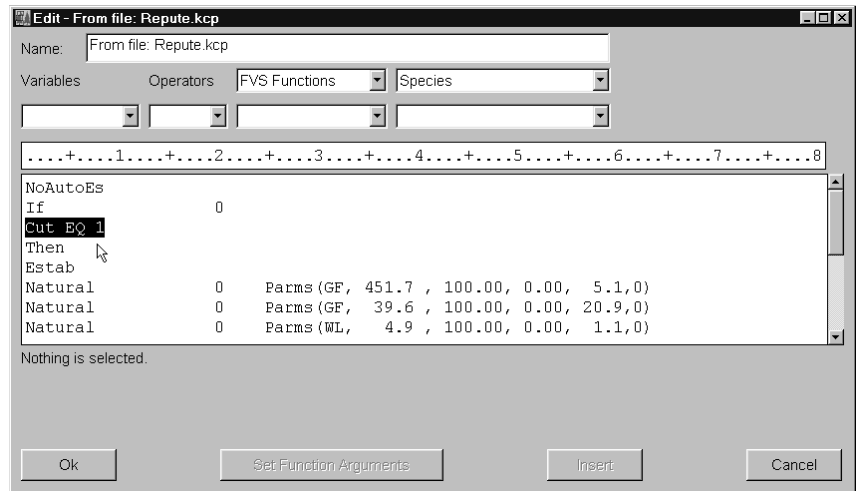 Edit - From file: Repute.kcp
Name: From file: Repute.kcp
Variables Operators FVS Functions Species
....+....1....+....2....+....3....+....4....+....5....+....6....+....7....+....8
NoAutoEs
If 0
Cut EQ 1
Then
Estab
Natural 0 Parms(GF, 451.7 , 100.00, 0.00, 5.1,0)
Natural 0 Parms(GF, 39.6 , 100.00, 0.00, 20.9,0)
Natural 0 Parms(WL, 4.9 , 100.00, 0.00, 1.1,0)
Nothing is selected.
Ok Set Function Arguments Insert Cancel